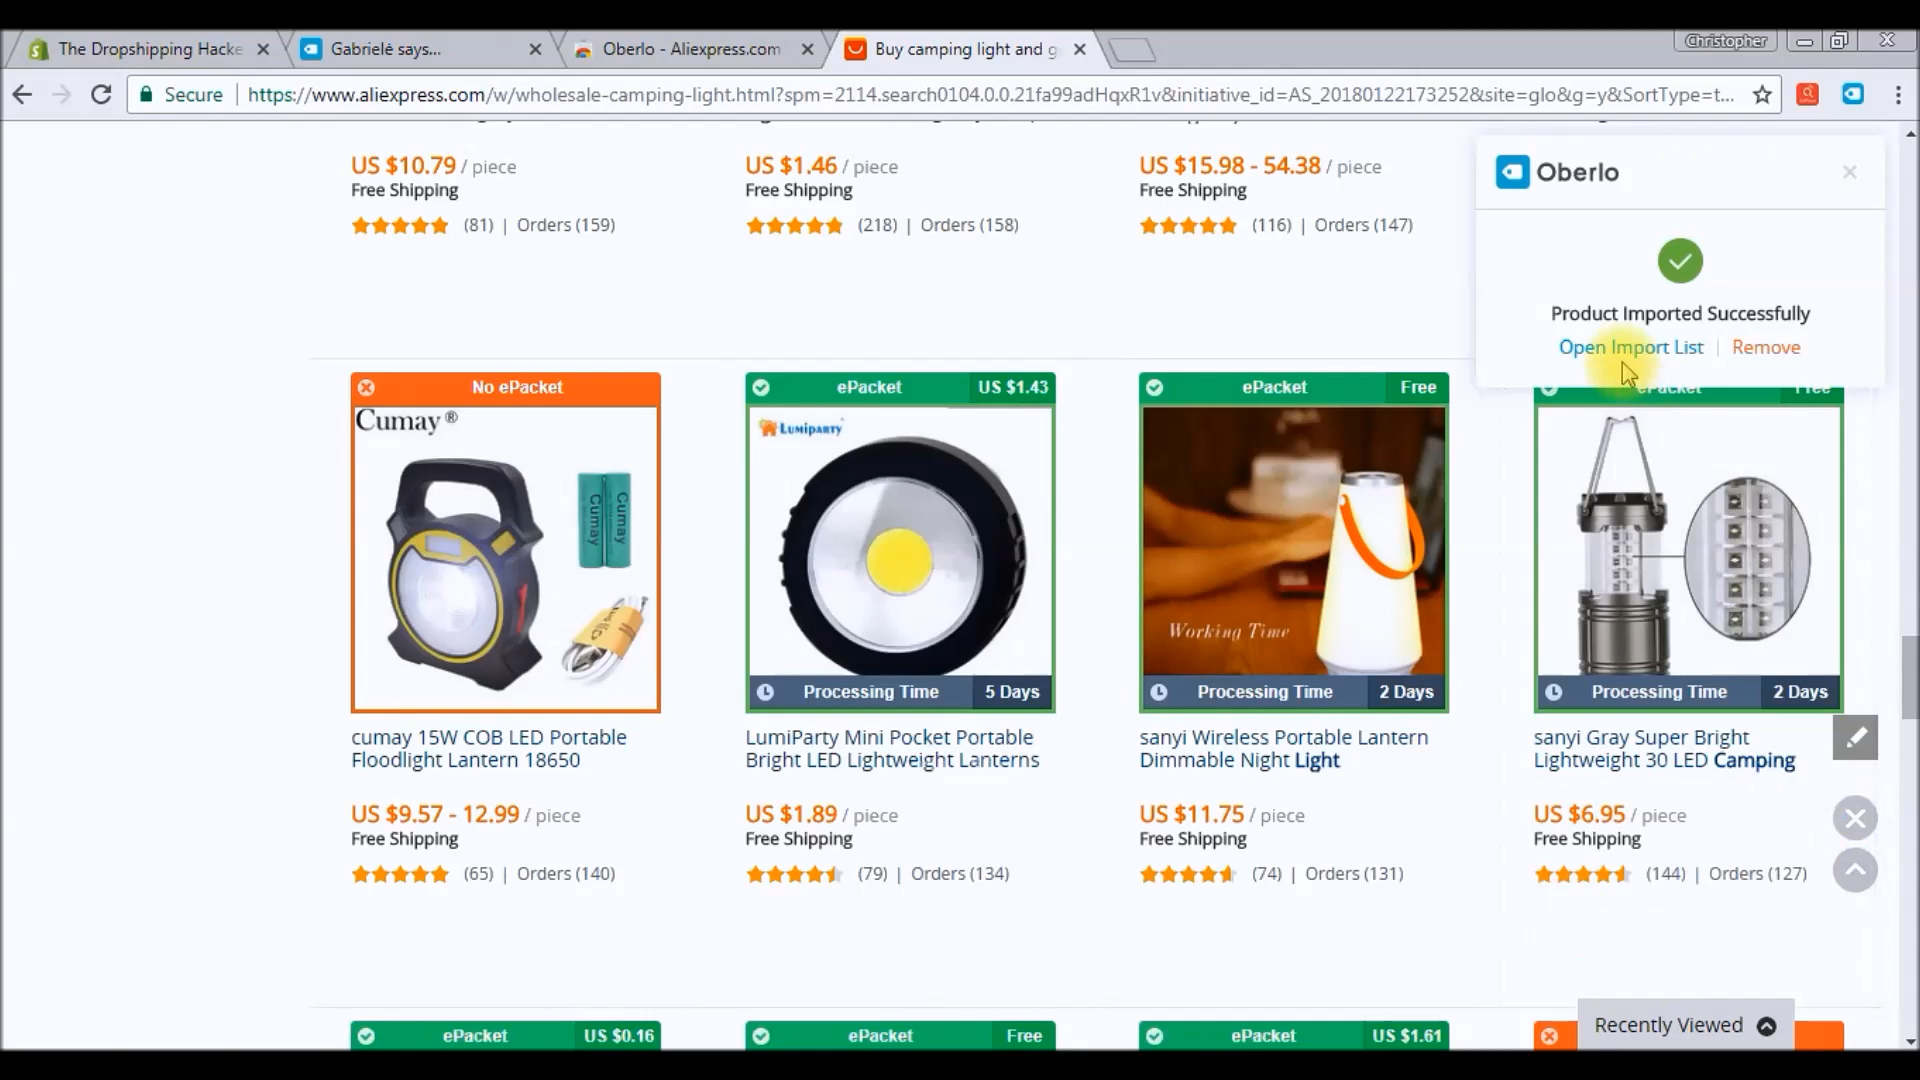 The Dropshipping Hacke
Gabrielė says...
Oberlo - Aliexpress.com
Buy camping light and g
Christopher
Secure
https://www.aliexpress.com/w/wholesale-camping-light.html?spm=2114.search0104.0.0.21fa99adHqxR1v&initiative_id=AS_20180122173252&site=glo&g=y&SortType=t...
US $10.79 / piece
Free Shipping
(81) | Orders (159)
US $1.46 / piece
Free Shipping
(218) | Orders (158)
US $15.98 - 54.38 / piece
Free Shipping
(116) | Orders (147)
Oberlo
Product Imported Successfully
Open Import List | Remove
No ePacket
Cumay ®
Cumay
Cumay
cumay 15W COB LED Portable
Floodlight Lantern 18650
US $9.57 - 12.99 / piece
Free Shipping
(65) | Orders (140)
ePacket US $1.43
LUMIPARTY
Processing Time 5 Days
LumiParty Mini Pocket Portable
Bright LED Lightweight Lanterns
US $1.89 / piece
Free Shipping
(79) | Orders (134)
ePacket Free
Working Time
Processing Time 2 Days
sanyi Wireless Portable Lantern
Dimmable Night Light
US $11.75 / piece
Free Shipping
(74) | Orders (131)
ePacket Free
Processing Time 2 Days
sanyi Gray Super Bright
Lightweight 30 LED Camping
US $6.95 / piece
Free Shipping
(144) | Orders (127)
ePacket US $0.16
ePacket Free
ePacket US $1.61
Recently Viewed